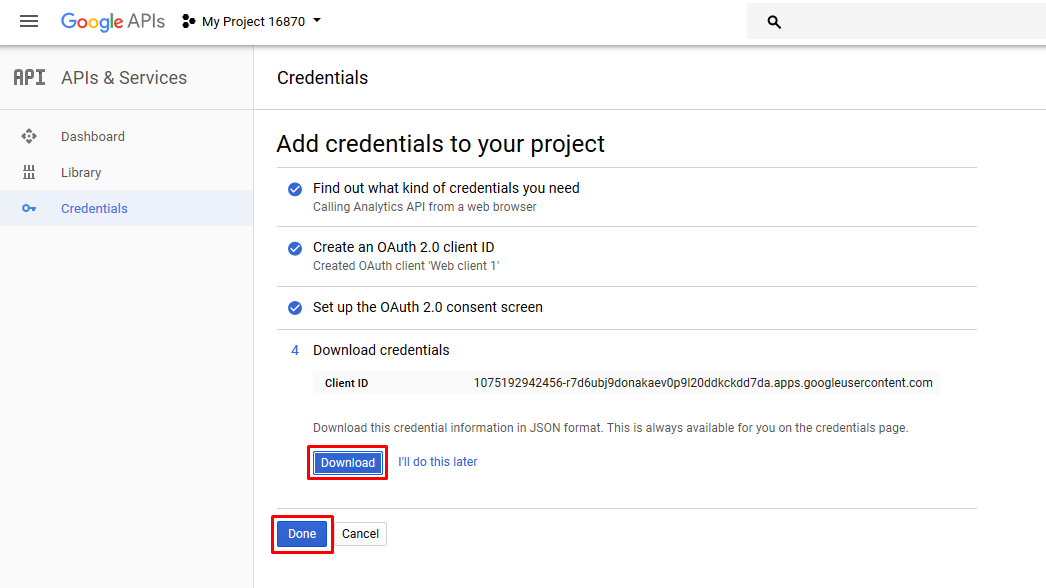 Google APIs My Project 16870
API APIs & Services
Credentials
Dashboard
Library
Credentials
Add credentials to your project
Find out what kind of credentials you need
Calling Analytics API from a web browser
Create an OAuth 2.0 client ID
Created OAuth client 'Web client 1'
Set up the OAuth 2.0 consent screen
4 Download credentials
Client ID 1075192942456-r7d6ubj9donakaev0p9l20ddkckdd7da.apps.googleusercontent.com
Download this credential information in JSON format. This is always available for you on the credentials page.
Download I'll do this later
Done Cancel